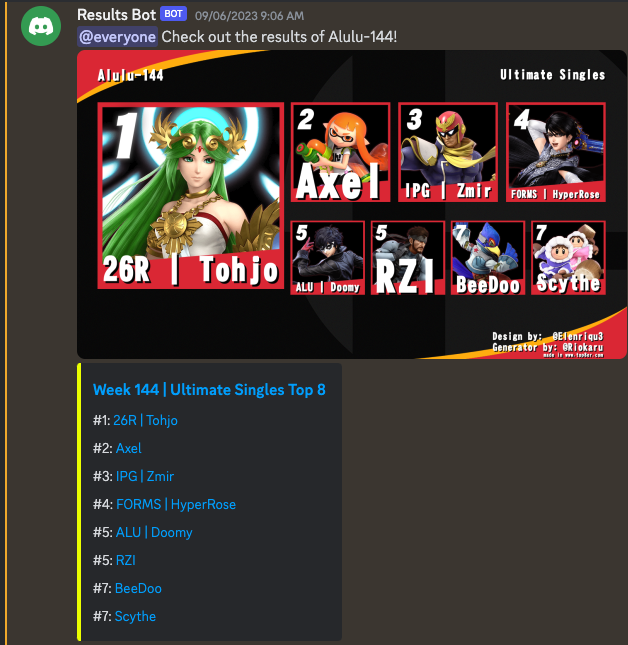 Results Bot BOT 09/06/2023 9:06 AM
@everyone Check out the results of Alulu-144!
Alulu-144
Ultimate Singles
1
26R | Tohjo
2
Axel
3
IPG | Zmir
4
FORMS | HyperRose
5
ALU | Doomy
5
RZI
7
BeeDoo
7
Scythe
Design by: @Elenriqu3
Generator by: @Riokaru
made in www.top8er.com
Week 144 | Ultimate Singles Top 8
#1: 26R | Tohjo
#2: Axel
#3: IPG | Zmir
#4: FORMS | HyperRose
#5: ALU | Doomy
#5: RZI
#7: BeeDoo
#7: Scythe